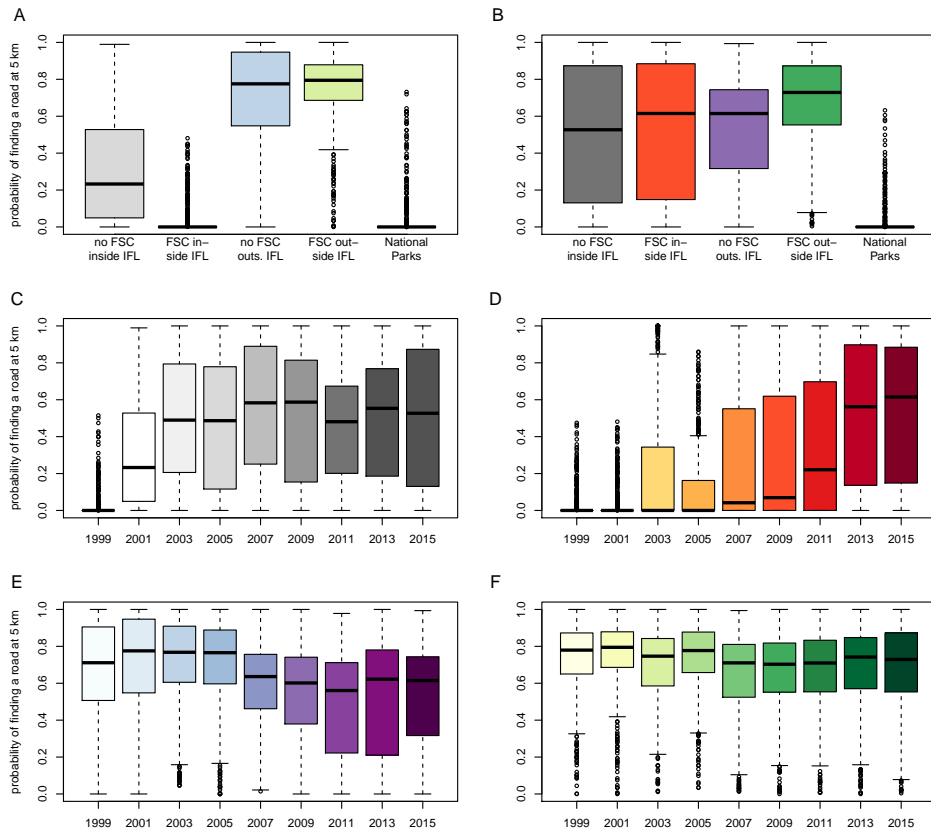 A
B
probability of finding a road at 5 km
1.0
0.8
0.6
0.4
0.2
0.0
no FSC inside IFL
FSC in– side IFL
no FSC outs. IFL
FSC out– side IFL
National Parks
1.0
0.8
0.6
0.4
0.2
0.0
no FSC inside IFL
FSC in– side IFL
no FSC outs. IFL
FSC out– side IFL
National Parks
C
D
probability of finding a road at 5 km
1.0
0.8
0.6
0.4
0.2
0.0
1999 2001 2003 2005 2007 2009 2011 2013 2015
1.0
0.8
0.6
0.4
0.2
0.0
1999 2001 2003 2005 2007 2009 2011 2013 2015
E
F
probability of finding a road at 5 km
1.0
0.8
0.6
0.4
0.2
0.0
1999 2001 2003 2005 2007 2009 2011 2013 2015
1.0
0.8
0.6
0.4
0.2
0.0
1999 2001 2003 2005 2007 2009 2011 2013 2015